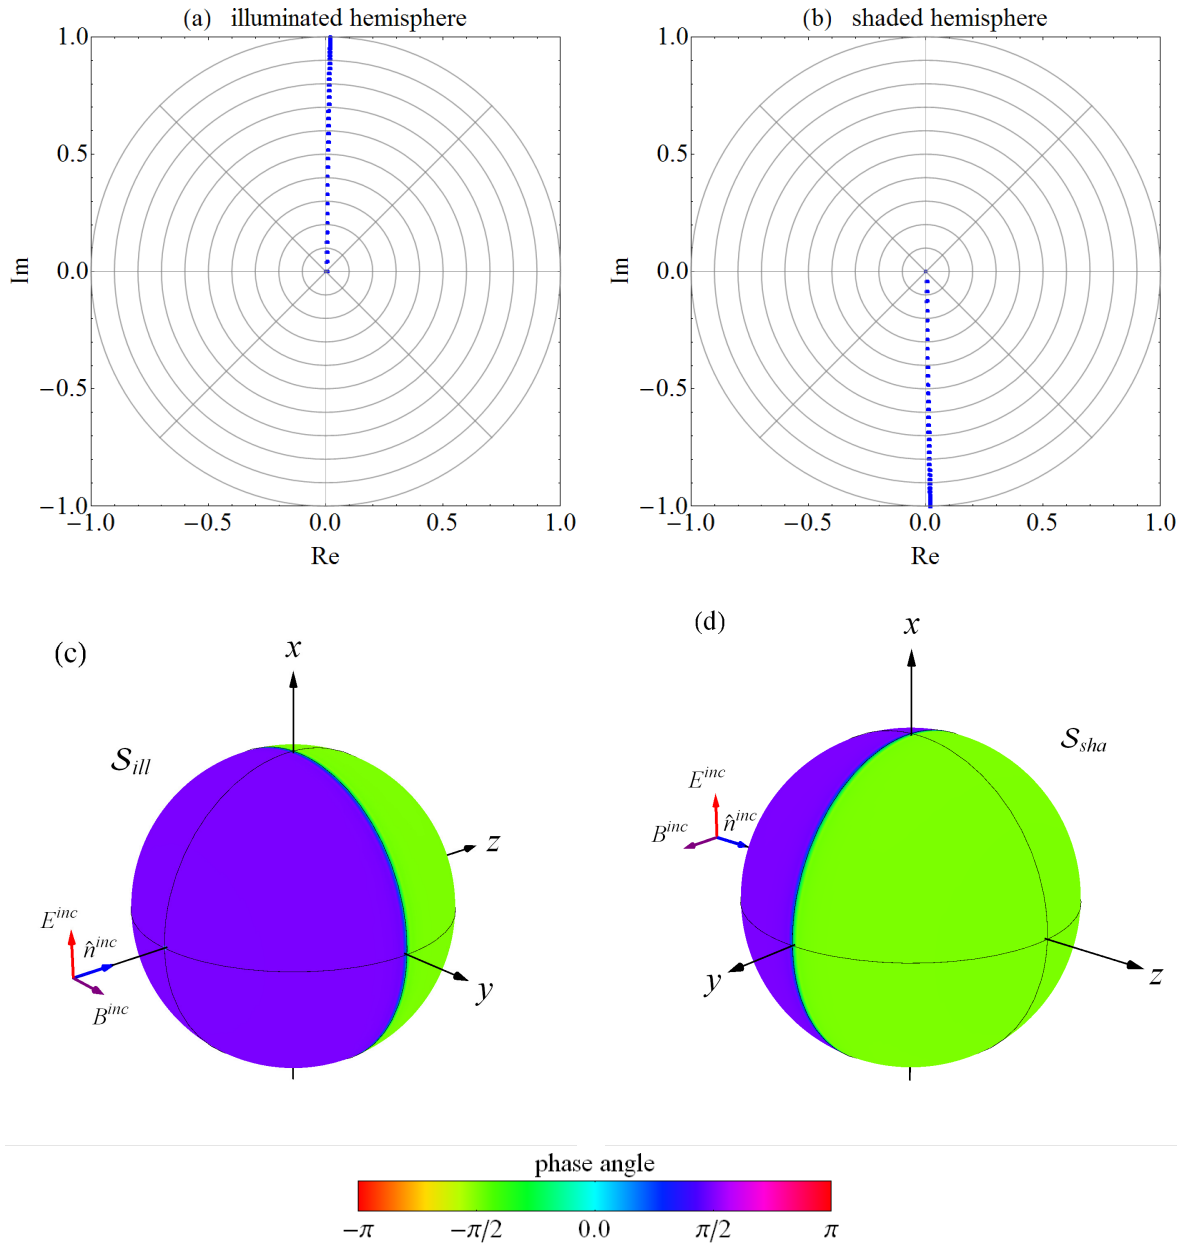 (a) illuminated hemisphere
(b) shaded hemisphere
1.0 1.0
0.5 0.5
Im 0.0 Im 0.0
−0.5 −0.5
−1.0 −1.0
−1.0 −0.5 0.0 0.5 1.0 −1.0 −0.5 0.0 0.5 1.0
Re Re
(c) x
S_ill
z
E^inc
n̂^inc
B^inc
y
(d) x
S_sha
E^inc
B^inc n̂^inc
y
z
phase angle
−π −π/2 0.0 π/2 π